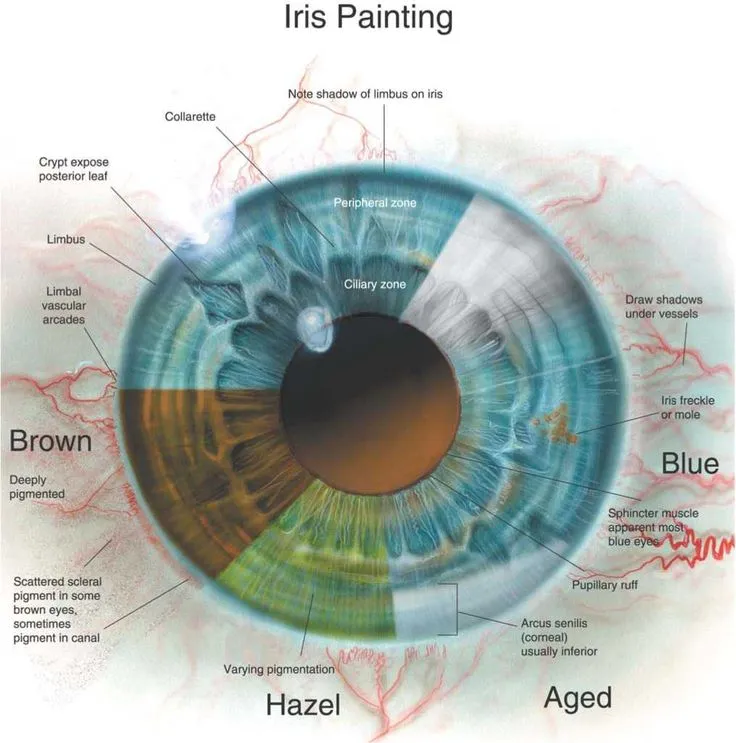 Iris Painting
Note shadow of limbus on iris
Collarette
Crypt expose
posterior leaf
Peripheral zone
Limbus
Ciliary zone
Limbal
vascular
arcades
Draw shadows
under vessels
Iris freckle
or mole
Brown
Blue
Deeply
pigmented
Sphincter muscle
apparent most
blue eyes
Scattered scleral
pigment in some
brown eyes,
sometimes
pigment in canal
Pupillary ruff
Arcus senilis
(corneal)
usually inferior
Varying pigmentation
Hazel
Aged